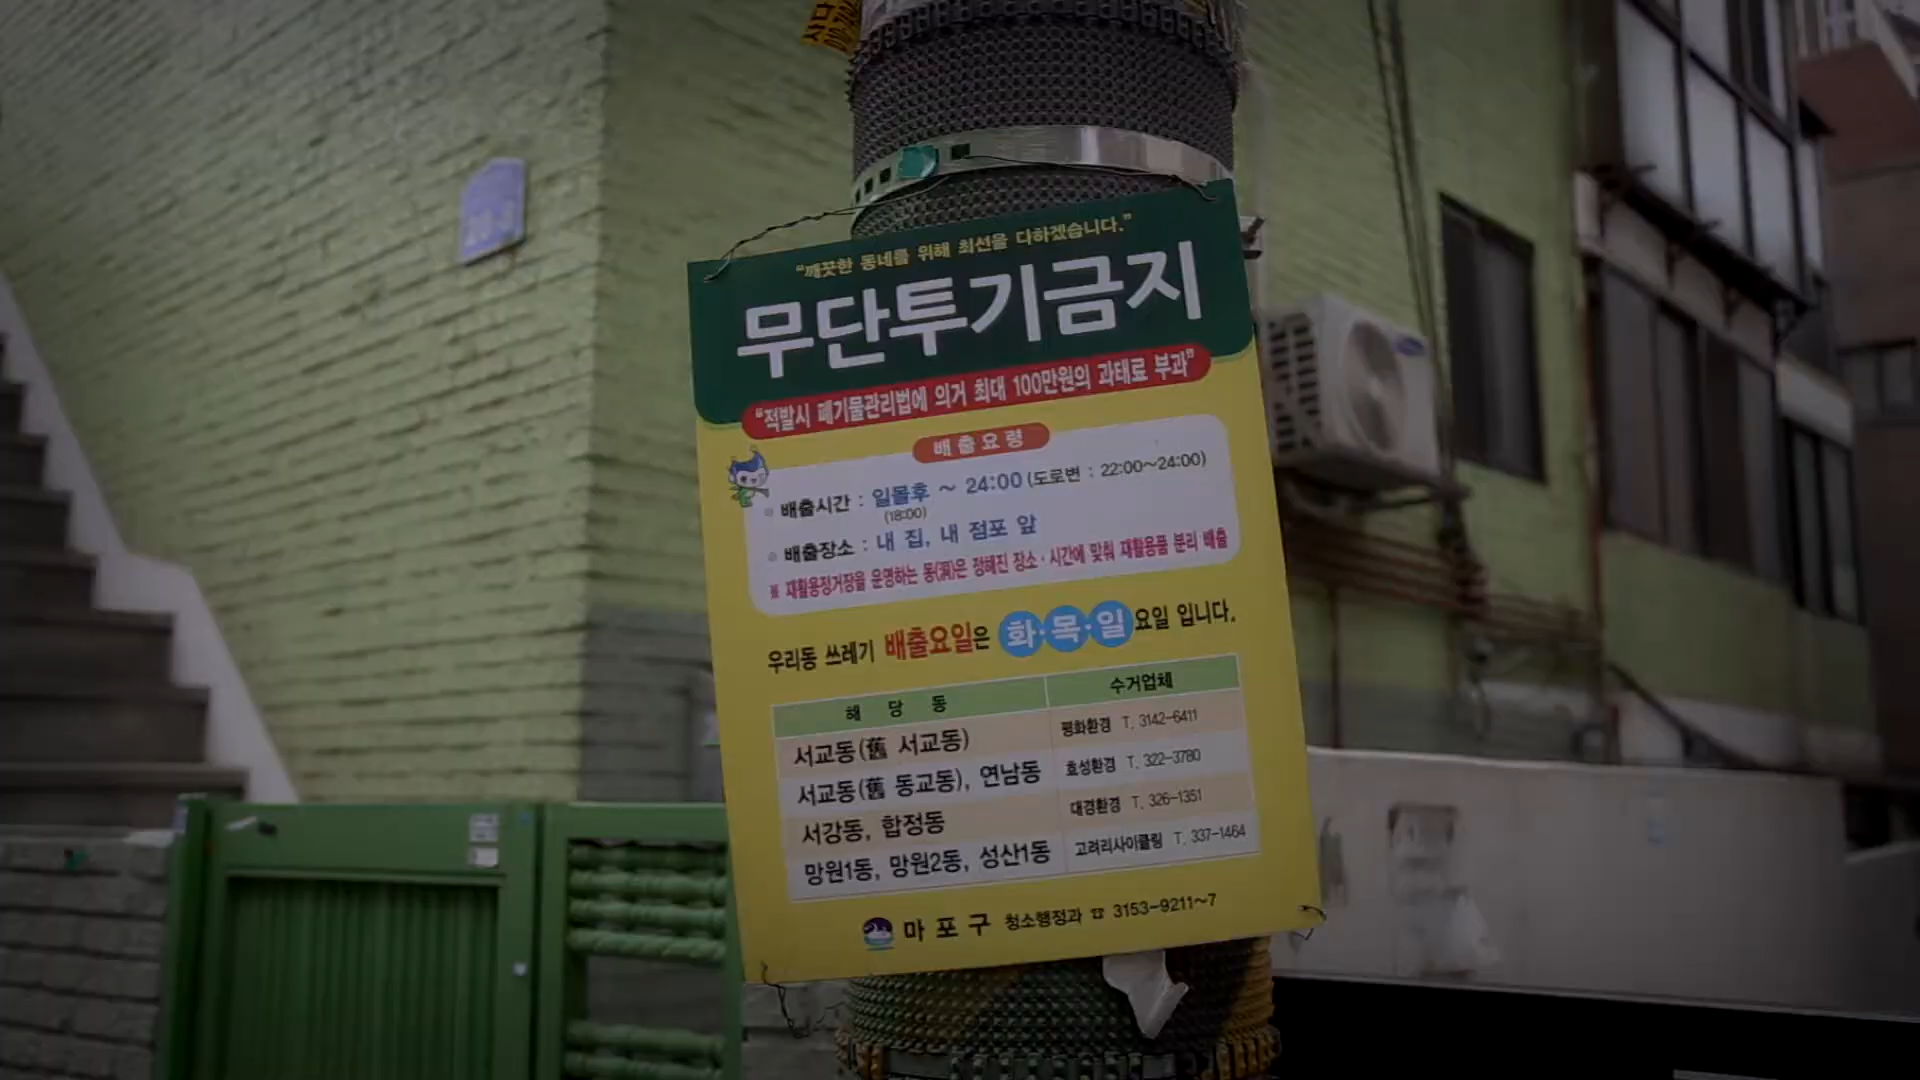 "깨끗한 동네를 위해 최선을 다하겠습니다."
무단투기금지
"적발시 폐기물관리법에 의거 최대 100만원의 과태료 부과"
배출요령
배출시간 : 일몰후 ~ 24:00 (도로변 : 22:00~24:00)
(18:00)
배출장소 : 내 집, 내 점포 앞
※ 재활용정거장을 운영하는 동(洞)은 정해진 장소·시간에 맞춰 재활용품 분리 배출
우리동 쓰레기 배출요일은 화·목·일 요일 입니다.
해 당 동 수거업체
서교동(舊 서교동) 평화환경 T. 3142-6411
서교동(舊 동교동), 연남동 효성환경 T. 322-3780
서강동, 합정동 대경환경 T. 326-1351
망원1동, 망원2동, 성산1동 고려리사이클링 T. 337-1464
마 포 구 청소행정과 ☎ 3153-9211~7